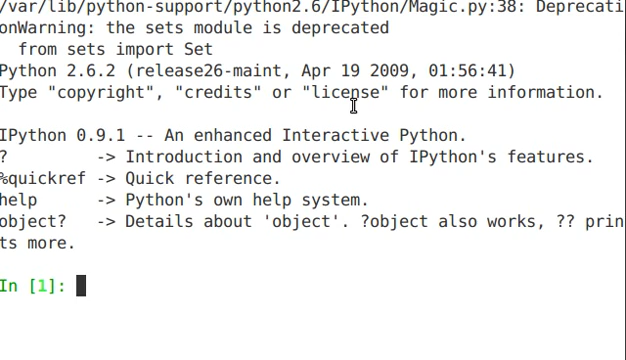 /var/lib/python-support/python2.6/IPython/Magic.py:38: Deprecati
onWarning: the sets module is deprecated
  from sets import Set
Python 2.6.2 (release26-maint, Apr 19 2009, 01:56:41)
Type "copyright", "credits" or "license" for more information.

IPython 0.9.1 -- An enhanced Interactive Python.
?         -> Introduction and overview of IPython's features.
%quickref -> Quick reference.
help      -> Python's own help system.
object?   -> Details about 'object'. ?object also works, ?? prin
ts more.

In [1]: